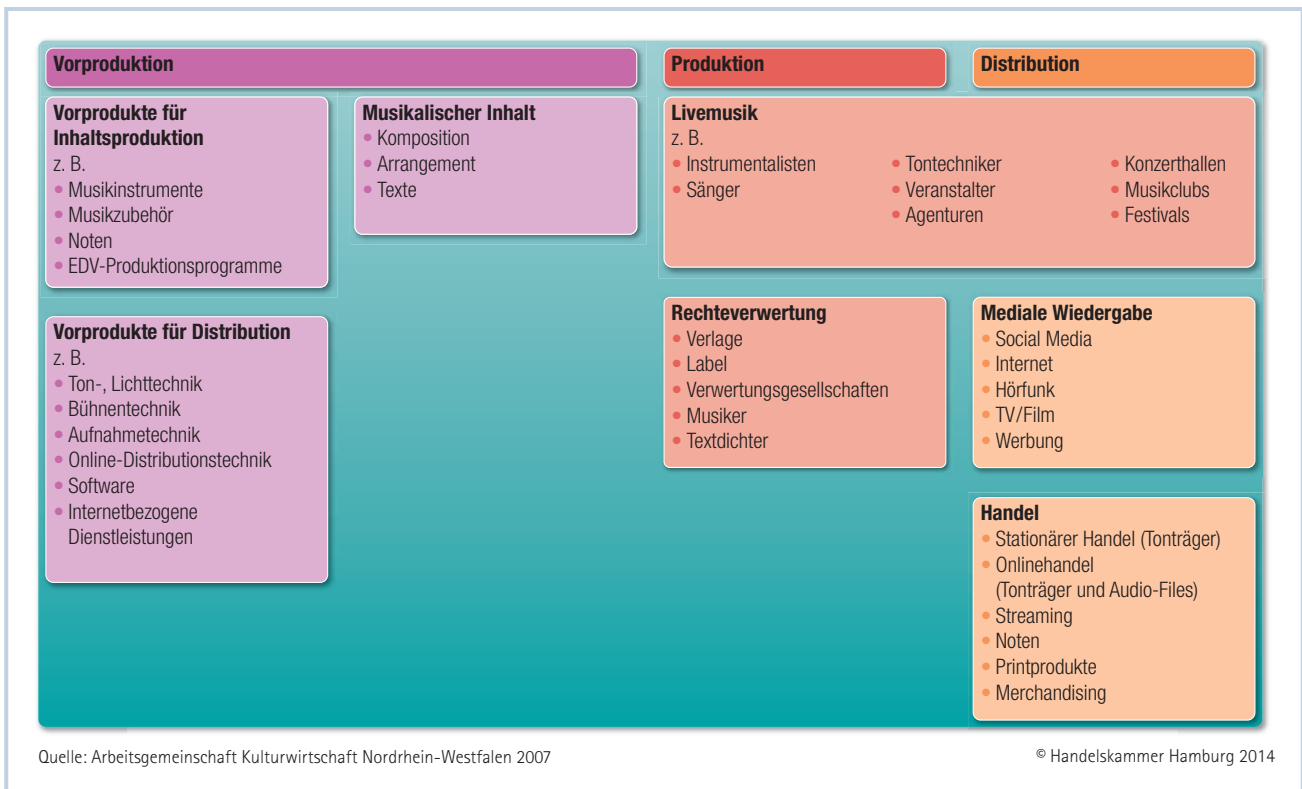 Vorproduktion
Produktion
Distribution
Vorprodukte für
Inhaltsproduktion
z. B.
• Musikinstrumente
• Musikzubehör
• Noten
• EDV-Produktionsprogramme
Musikalischer Inhalt
• Komposition
• Arrangement
• Texte
Livemusik
z. B.
• Instrumentalisten
• Sänger
• Tontechniker
• Veranstalter
• Agenturen
• Konzerthallen
• Musikclubs
• Festivals
Vorprodukte für Distribution
z. B.
• Ton-, Lichttechnik
• Bühnentechnik
• Aufnahmetechnik
• Online-Distributionstechnik
• Software
• Internetbezogene
Dienstleistungen
Rechteverwertung
• Verlage
• Label
• Verwertungsgesellschaften
• Musiker
• Textdichter
Mediale Wiedergabe
• Social Media
• Internet
• Hörfunk
• TV/Film
• Werbung
Handel
• Stationärer Handel (Tonträger)
• Onlinehandel
(Tonträger und Audio-Files)
• Streaming
• Noten
• Printprodukte
• Merchandising
Quelle: Arbeitsgemeinschaft Kulturwirtschaft Nordrhein-Westfalen 2007
© Handelskammer Hamburg 2014